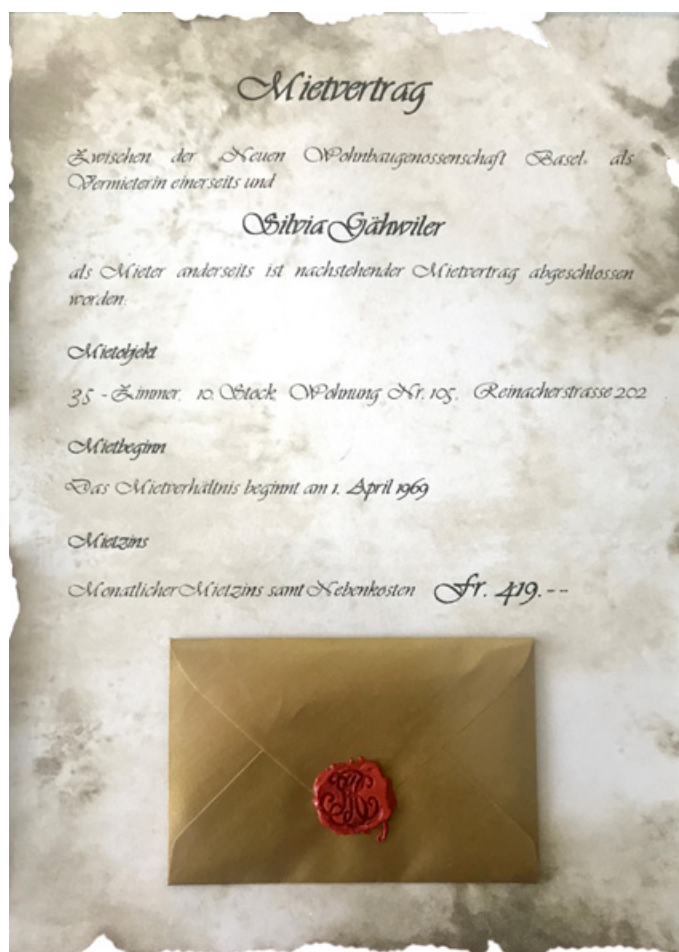 Mietvertrag
Zwischen der Neuen Wohnbaugenossenschaft Basel, als
Vermieterin einerseits und
Silvia Gähwiler
als Mieter anderseits ist nachstehender Mietvertrag abgeschlossen
worden:
Mietobjekt
3.5 - Zimmer, 10. Stock, Wohnung Nr. 105, Reinacherstrasse 202
Mietbeginn
Das Mietverhältnis beginnt am 1. April 1969
Mietzins
Monatlicher Mietzins samt Nebenkosten Fr. 419.--